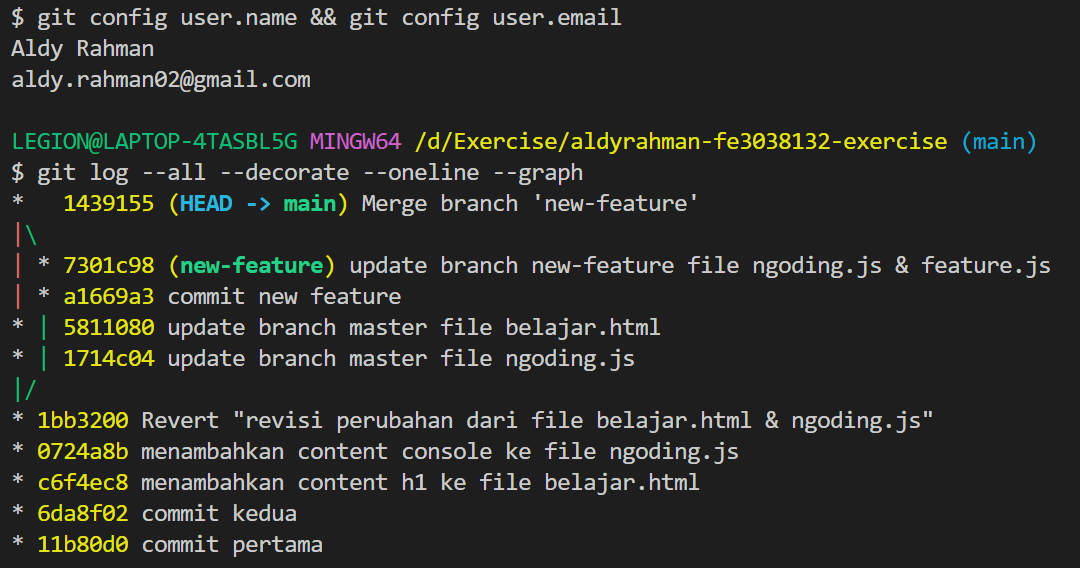 $ git config user.name && git config user.email
Aldy Rahman
aldy.rahman02@gmail.com
LEGION@LAPTOP-4TASBL5G MINGW64 /d/Exercise/aldyrahman-fe3038132-exercise (main)
$ git log --all --decorate --oneline --graph
*   1439155 (HEAD -> main) Merge branch 'new-feature'
|\
| * 7301c98 (new-feature) update branch new-feature file ngoding.js & feature.js
| * a1669a3 commit new feature
* | 5811080 update branch master file belajar.html
* | 1714c04 update branch master file ngoding.js
|/
* 1bb3200 Revert "revisi perubahan dari file belajar.html & ngoding.js"
* 0724a8b menambahkan content console ke file ngoding.js
* c6f4ec8 menambahkan content h1 ke file belajar.html
* 6da8f02 commit kedua
* 11b80d0 commit pertama